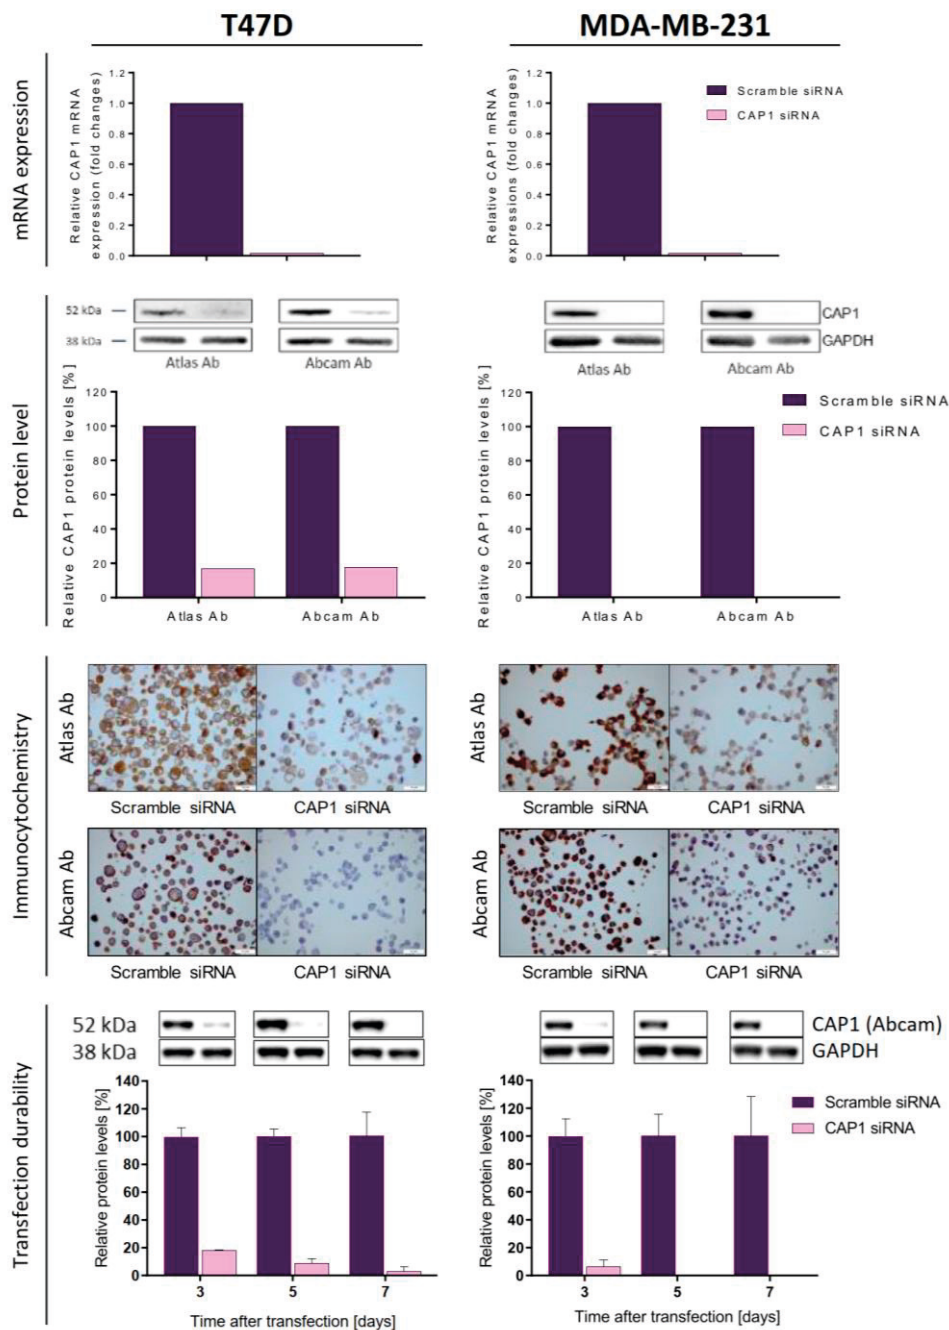 T47D
MDA-MB-231
mRNA expression
Relative CAP1 mRNA
expression (fold changes)
1.2
1.0
0.8
0.6
0.4
0.2
0.0
Relative CAP1 mRNA
expressions (fold changes)
1.2
1.0
0.8
0.6
0.4
0.2
0.0
Scramble siRNA
CAP1 siRNA
Protein level
52 kDa
38 kDa
Atlas Ab
Abcam Ab
Atlas Ab
Abcam Ab
CAP1
GAPDH
Relative CAP1 protein levels [%]
120
100
80
60
40
20
0
Atlas Ab
Abcam Ab
Relative CAP1 protein levels [%]
120
100
80
60
40
20
0
Atlas Ab
Abcam Ab
Scramble siRNA
CAP1 siRNA
Immunocytochemistry
Atlas Ab
Scramble siRNA
CAP1 siRNA
Atlas Ab
Scramble siRNA
CAP1 siRNA
Abcam Ab
Scramble siRNA
CAP1 siRNA
Abcam Ab
Scramble siRNA
CAP1 siRNA
Transfection durability
52 kDa
38 kDa
CAP1 (Abcam)
GAPDH
Relative protein levels [%]
140
120
100
80
60
40
20
0
3
5
7
Time after transfection [days]
Relative protein levels [%]
140
120
100
80
60
40
20
0
3
5
7
Time after transfection [days]
Scramble siRNA
CAP1 siRNA